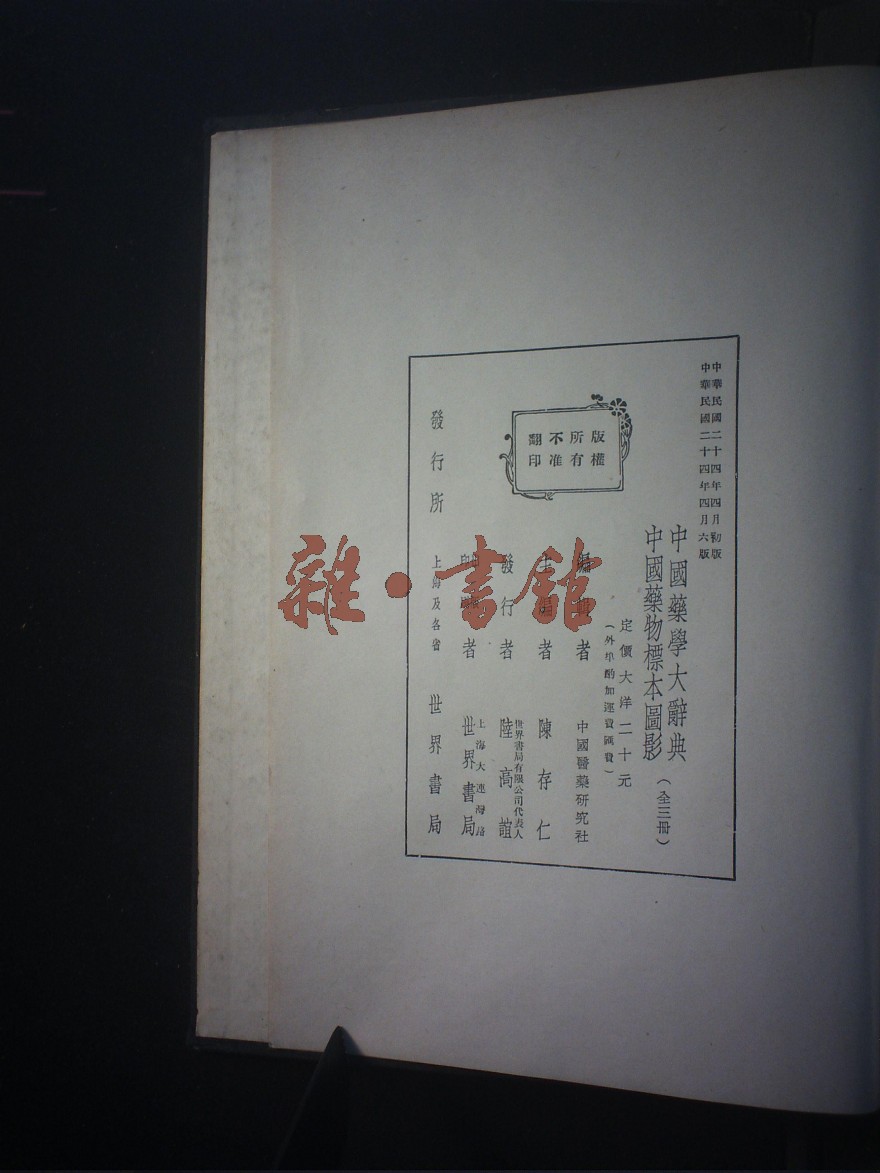 中華民國二十四年四月初版
中華民國二十四年四月六版
中國藥學大辭典
中國藥物標本圖影
(全三冊)
定價大洋二十元
(外埠酌加運費匯費)
版權
所有
不准
翻印
編輯者 中國醫藥研究社
主編者 陳存仁
發行者 世界書局有限公司代表人 陸高誼
印刷者 上海大連灣路 世界書局
發行所 上海及各省 世界書局
雜·書館